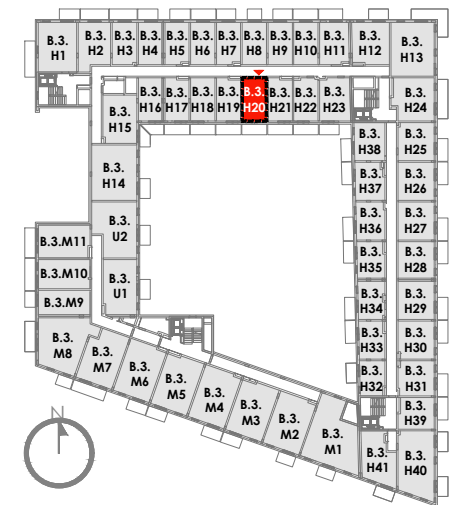 B.3.
H1
B.3.
H2
B.3.
H3
B.3.
H4
B.3.
H5
B.3.
H6
B.3.
H7
B.3.
H8
B.3.
H9
B.3.
H10
B.3.
H11
B.3.
H12
B.3.
H13
B.3.
H15
B.3.
H16
B.3.
H17
B.3.
H18
B.3.
H19
B.3.
H20
B.3.
H21
B.3.
H22
B.3.
H23
B.3.
H24
B.3.
H38
B.3.
H25
B.3.
H14
B.3.
H37
B.3.
H26
B.3.
U2
B.3.
H36
B.3.
H27
B.3.M11
B.3.
H35
B.3.
H28
B.3.M10
B.3.
U1
B.3.M9
B.3.
H34
B.3.
H29
B.3.
M8
B.3.
M7
B.3.
M6
B.3.
M5
B.3.
M4
B.3.
M3
B.3.
M2
B.3.
M1
B.3.
H33
B.3.
H30
B.3.
H32
B.3.
H31
B.3.
H39
B.3.
H41
B.3.
H40
N